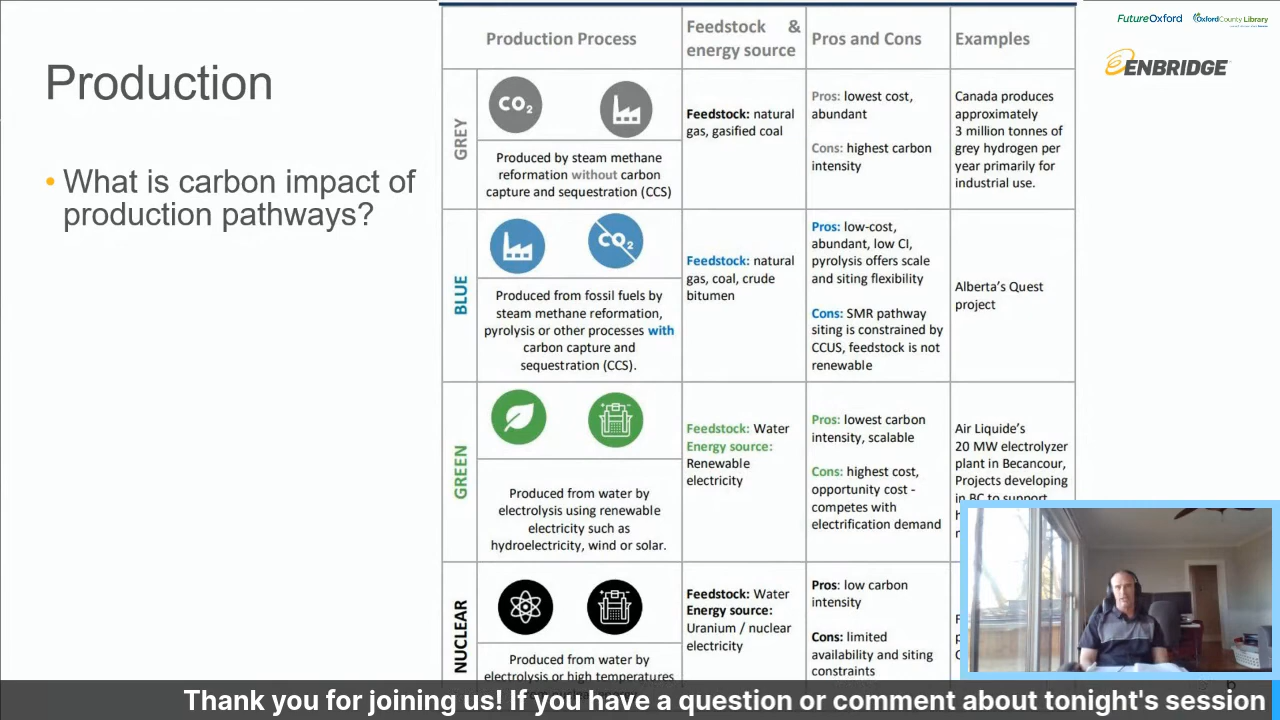 FutureOxford
OxfordCounty Library
ENBRIDGE
Production
• What is carbon impact of
production pathways?
Production Process
Feedstock &
energy source
Pros and Cons
Examples
GREY
CO2
Produced by steam methane
reformation without carbon
capture and sequestration (CCS)
Feedstock: natural
gas, gasified coal
Pros: lowest cost,
abundant
Cons: highest carbon
intensity
Canada produces
approximately
3 million tonnes of
grey hydrogen per
year primarily for
industrial use.
BLUE
CO2
Produced from fossil fuels by
steam methane reformation,
pyrolysis or other processes with
carbon capture and
sequestration (CCS).
Feedstock: natural
gas, coal, crude
bitumen
Pros: low-cost,
abundant, low CI,
pyrolysis offers scale
and siting flexibility
Cons: SMR pathway
siting is constrained by
CCUS, feedstock is not
renewable
Alberta's Quest
project
GREEN
Produced from water by
electrolysis using renewable
electricity such as
hydroelectricity, wind or solar.
Feedstock: Water
Energy source:
Renewable
electricity
Pros: lowest carbon
intensity, scalable
Cons: highest cost,
opportunity cost -
competes with
electrification demand
Air Liquide's
20 MW electrolyzer
plant in Becancour,
Projects developing
in BC to support
NUCLEAR
Produced from water by
electrolysis or high temperatures
Feedstock: Water
Energy source:
Uranium / nuclear
electricity
Pros: low carbon
intensity
Cons: limited
availability and siting
constraints
Thank you for joining us! If you have a question or comment about tonight's session